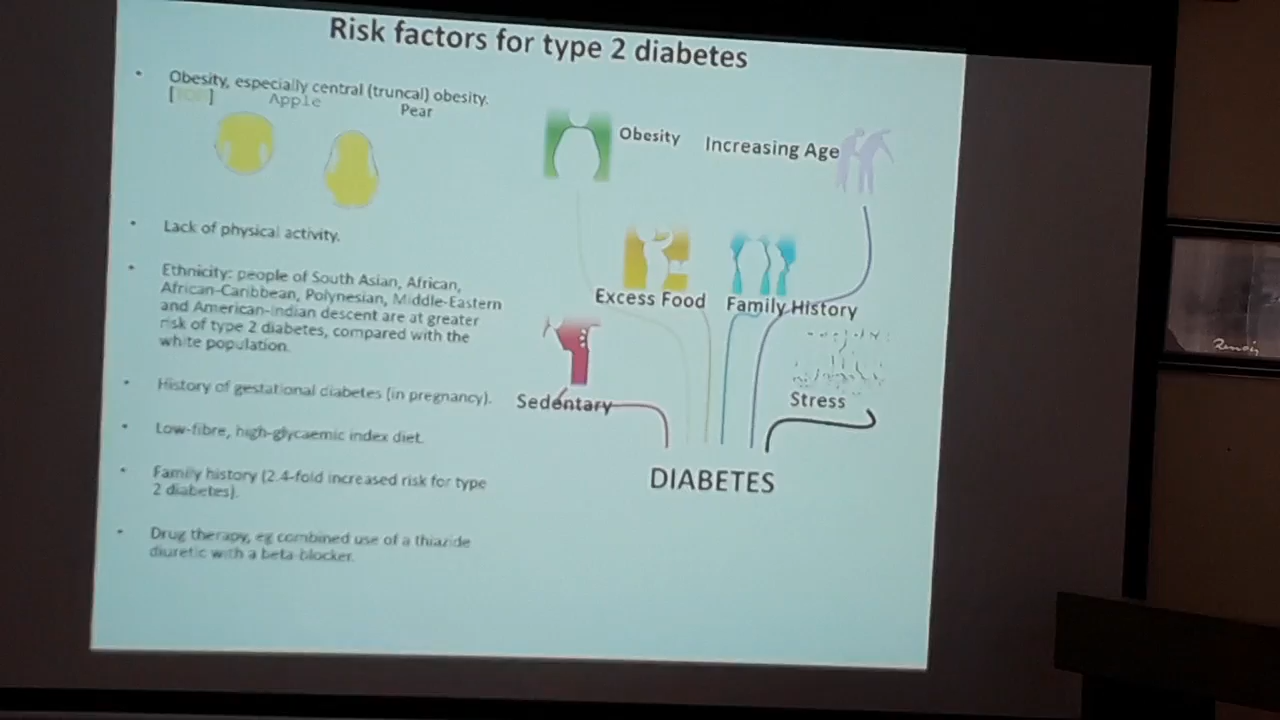 Risk factors for type 2 diabetes
• Obesity, especially central (truncal) obesity.
Apple
Pear
• Lack of physical activity.
• Ethnicity: people of South Asian, African,
African-Caribbean, Polynesian, Middle-Eastern
and American-Indian descent are at greater
risk of type 2 diabetes, compared with the
white population.
• History of gestational diabetes (in pregnancy).
• Low-fibre, high-glycaemic index diet.
• Family history (2.4-fold increased risk for type
2 diabetes).
• Drug therapy, eg combined use of a thiazide
diuretic with a beta-blocker.
Obesity
Increasing Age
Excess Food
Family History
Sedentary
Stress
DIABETES
Renoir